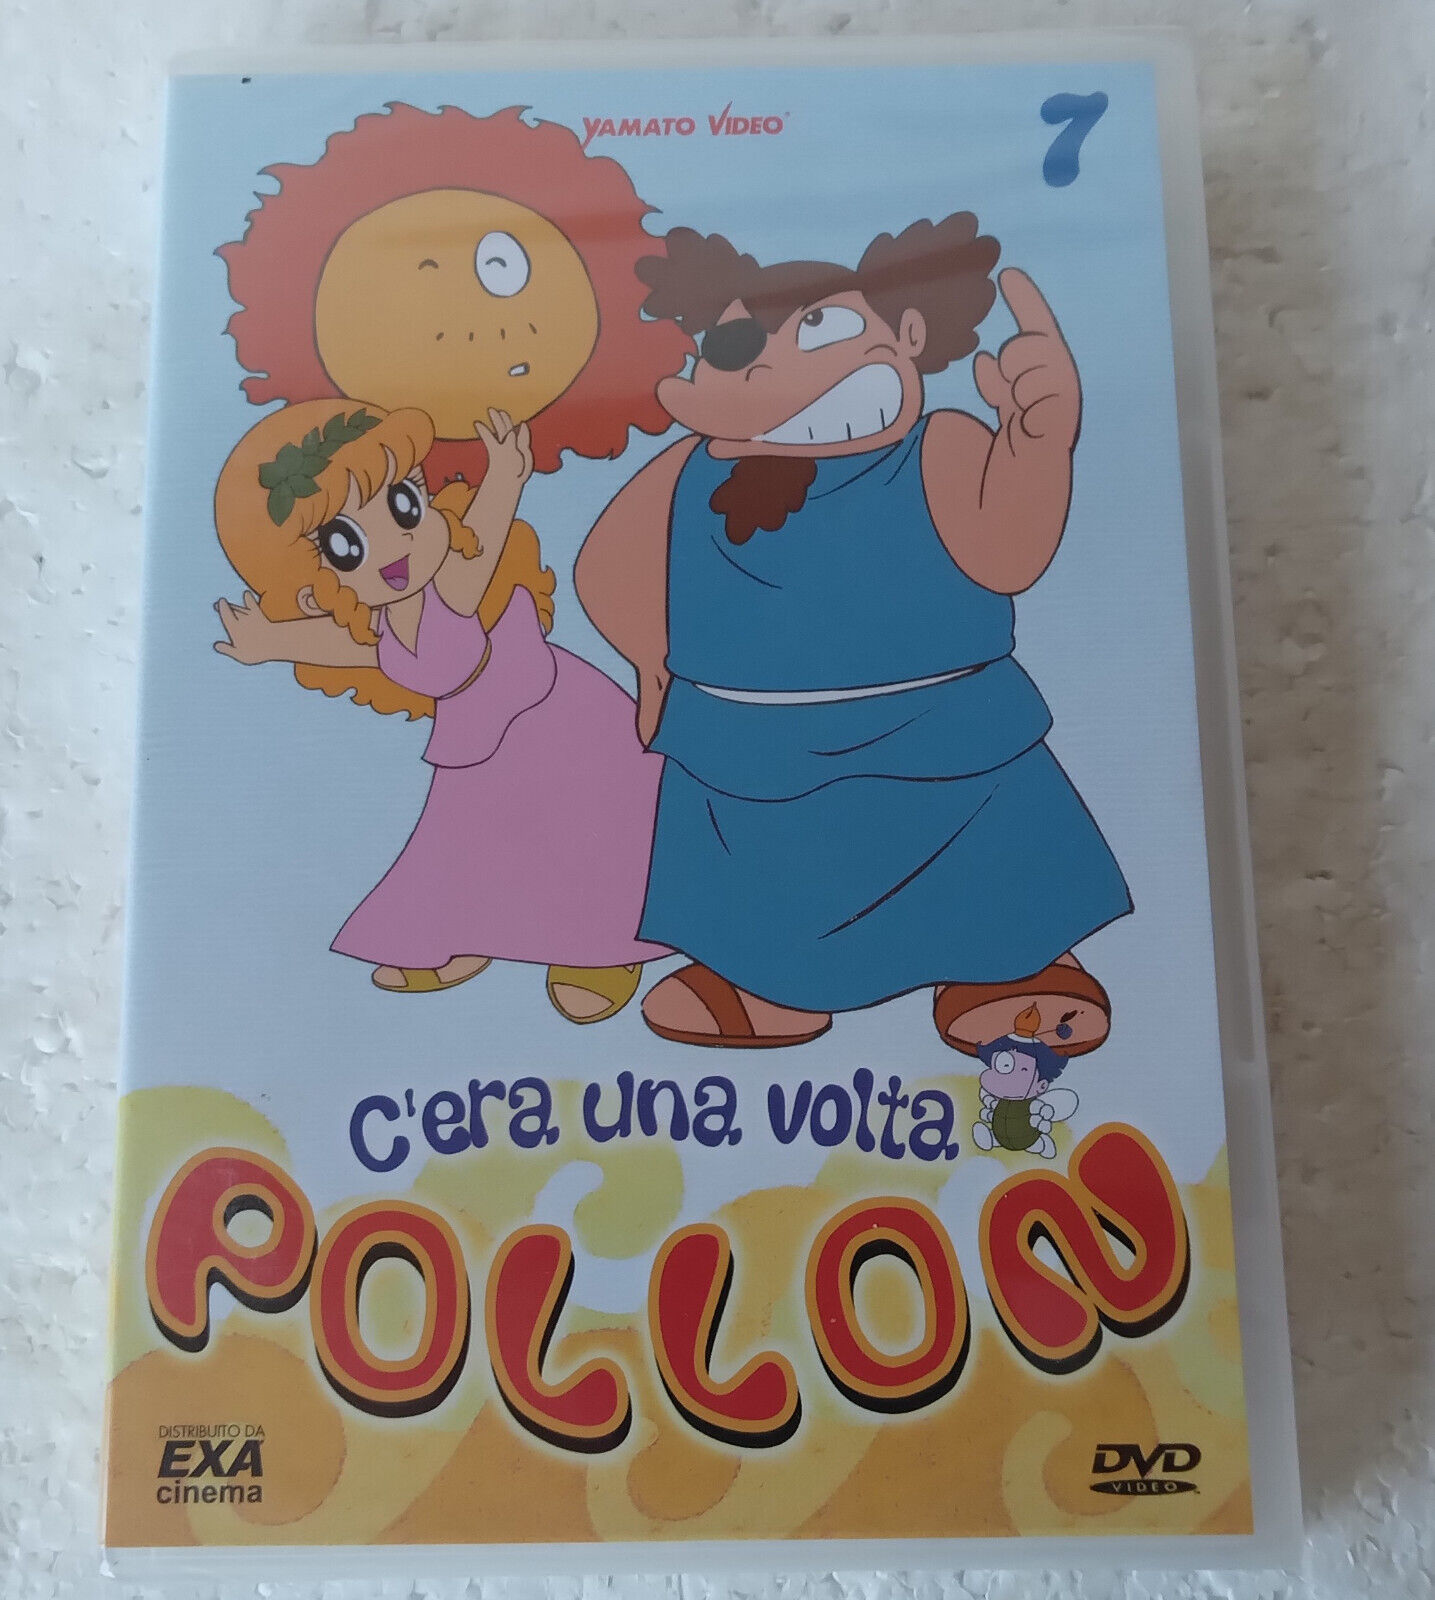 YAMATO VIDEO
7
C'era una volta
POLLON
DISTRIBUITO DA
EXA
cinema
DVD
VIDEO